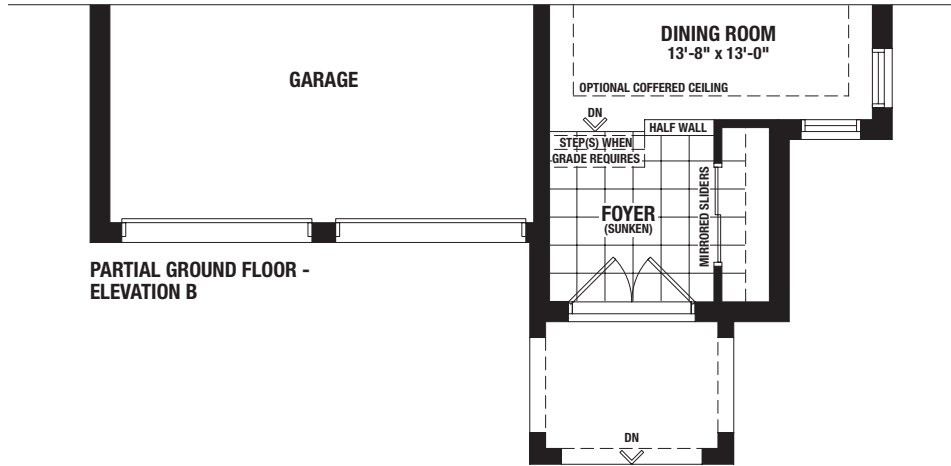 DINING ROOM
13'-8" x 13'-0"
GARAGE
OPTIONAL COFFERED CEILING
DN
HALF WALL
STEP(S) WHEN
GRADE REQUIRES
MIRRORED SLIDERS
FOYER
(SUNKEN)
PARTIAL GROUND FLOOR -
ELEVATION B
DN